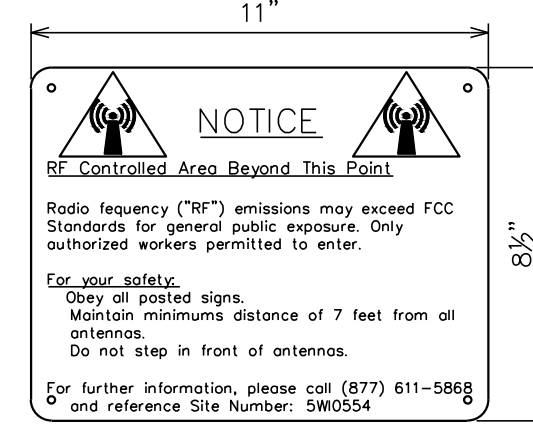 11"
NOTICE
RF Controlled Area Beyond This Point
Radio fequency ("RF") emissions may exceed FCC
Standards for general public exposure. Only
authorized workers permitted to enter.
For your safety:
Obey all posted signs.
Maintain minimums distance of 7 feet from all
antennas.
Do not step in front of antennas.
For further information, please call (877) 611-5868
and reference Site Number: 5WI0554
8½"